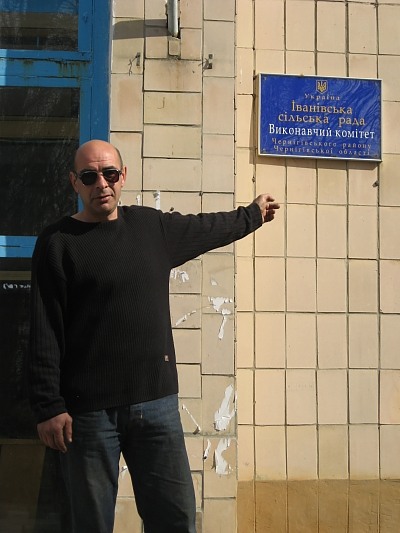 Україна
Іванівська
сільська рада
Виконавчий комітет
Чернігівського району
Чернігівської області